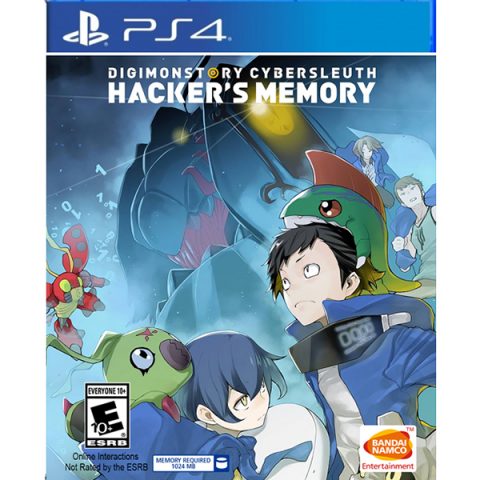 PS4
DIGIMONSTORY CYBERSLEUTH
HACKER'S MEMORY
EVERYONE 10+
E
10+
ESRB
Online Interactions
Not Rated by the ESRB
MEMORY REQUIRED
1024 MB
BANDAI
NAMCO
TM
Entertainment